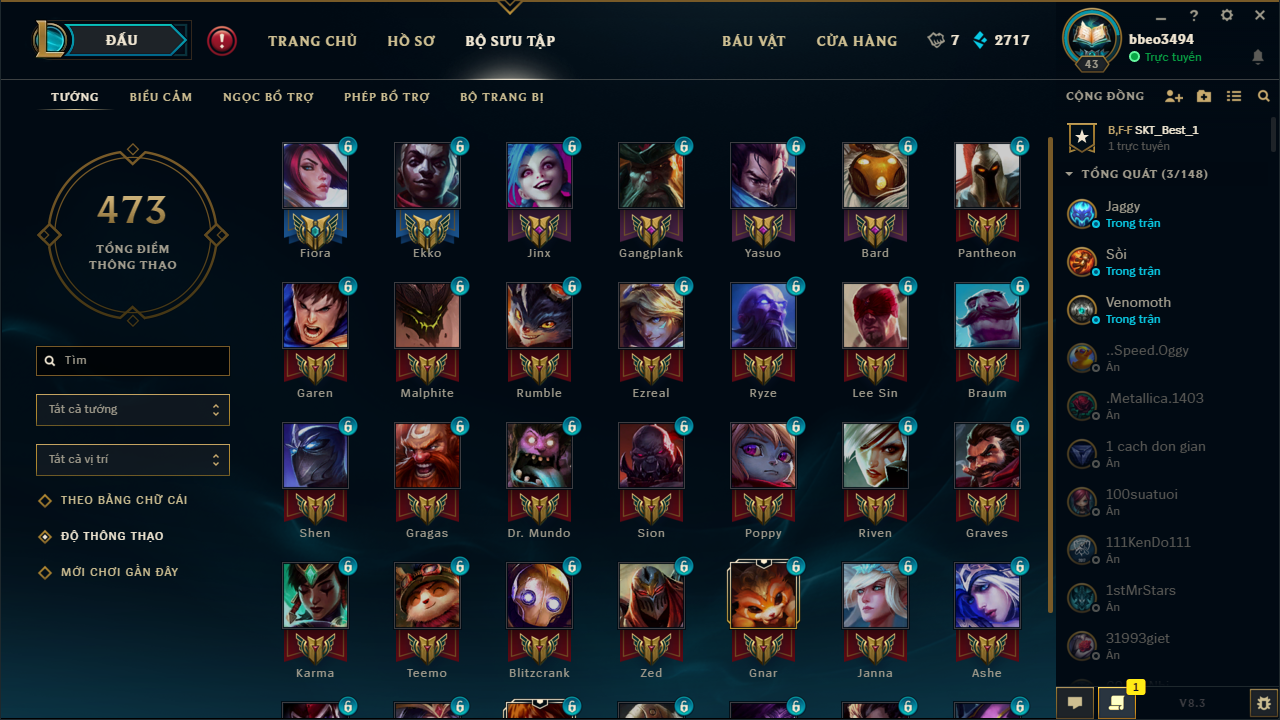 ĐẤU
TRANG CHỦ
HỒ SƠ
BỘ SƯU TẬP
BÁU VẬT
CỬA HÀNG
7
2717
43
bbeo3494
Trực tuyến
TƯỚNG
BIỂU CẢM
NGỌC BỔ TRỢ
PHÉP BỔ TRỢ
BỘ TRANG BỊ
473
TỔNG ĐIỂM
THÔNG THẠO
Tìm
Tất cả tướng
Tất cả vị trí
THEO BẢNG CHỮ CÁI
ĐỘ THÔNG THẠO
MỚI CHƠI GẦN ĐÂY
6 6 6 6 6 6 6
Fiora Ekko Jinx Gangplank Yasuo Bard Pantheon
6 6 6 6 6 6 6
Garen Malphite Rumble Ezreal Ryze Lee Sin Braum
6 6 6 6 6 6 6
Shen Gragas Dr. Mundo Sion Poppy Riven Graves
6 6 6 6 6 6 6
Karma Teemo Blitzcrank Zed Gnar Janna Ashe
6 6 6 6 6 6 6
CỘNG ĐỒNG
B,F-F SKT_Best_1
1 trực tuyến
TỔNG QUÁT (3/148)
Jaggy
Trong trận
Sồi
Trong trận
Venomoth
Trong trận
..Speed.Oggy
Ẩn
.Metallica.1403
Ẩn
1 cach don gian
Ẩn
100suatuoi
Ẩn
111KenDo111
Ẩn
1stMrStars
Ẩn
31993giet
Ẩn
1
V8.3